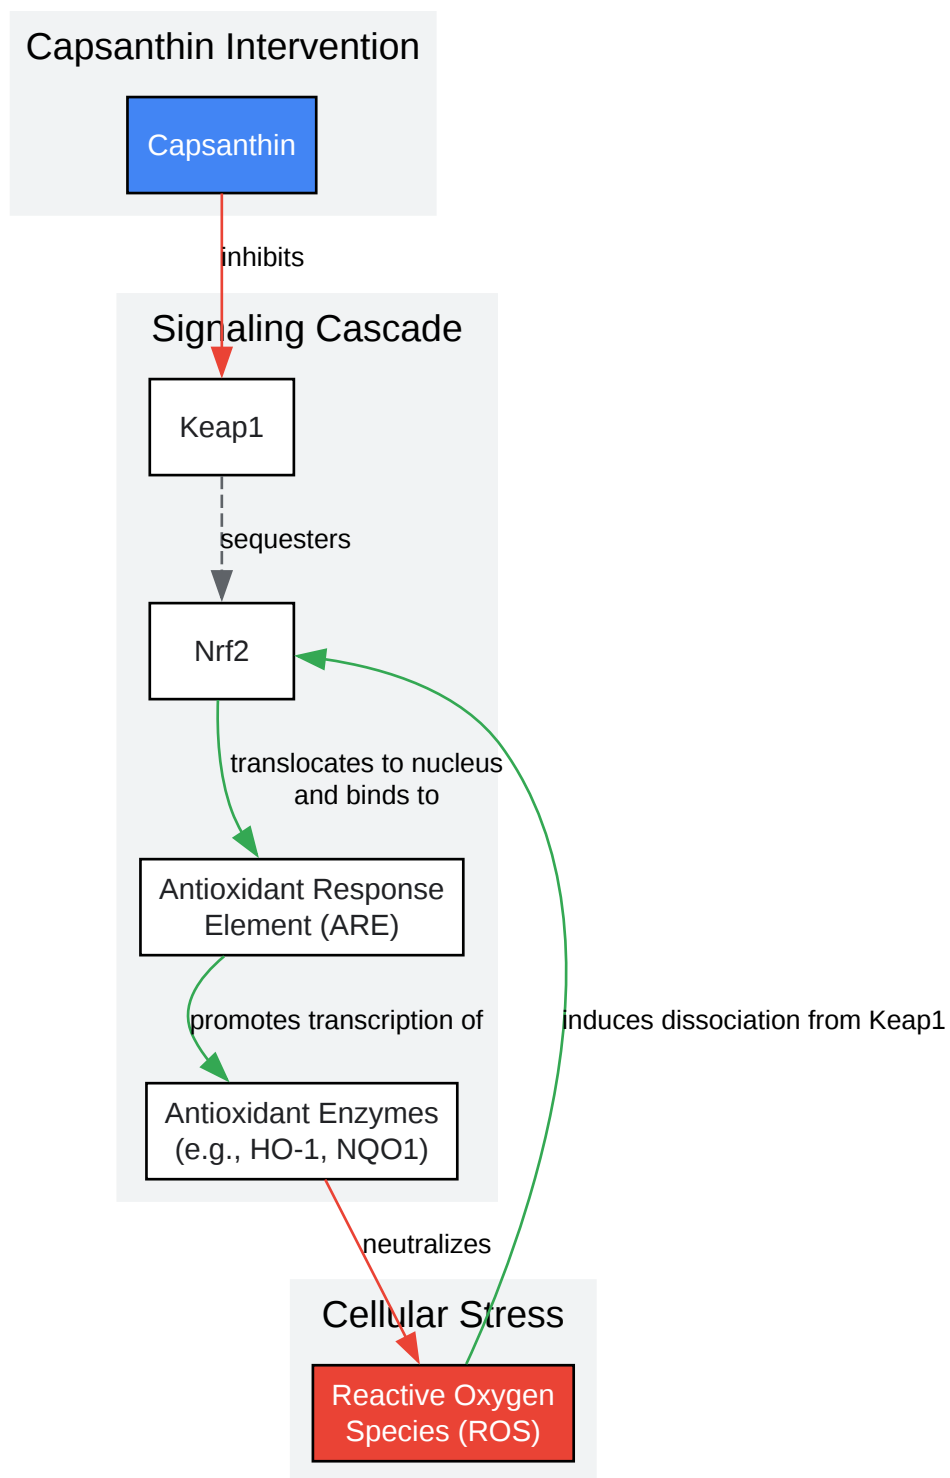 Capsanthin Intervention
Capsanthin
inhibits
Signaling Cascade
Keap1
sequesters
Nrf2
translocates to nucleus
and binds to
Antioxidant Response
Element (ARE)
promotes transcription of
induces dissociation from Keap1
Antioxidant Enzymes
(e.g., HO-1, NQO1)
neutralizes
Cellular Stress
Reactive Oxygen
Species (ROS)